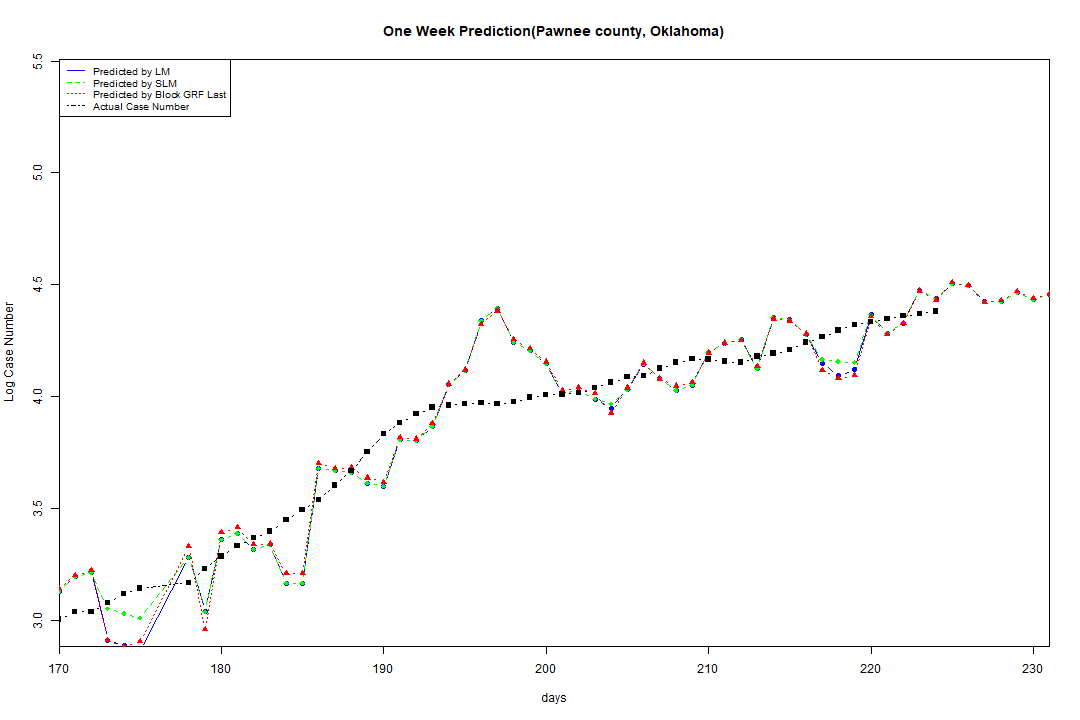 One Week Prediction(Pawnee county, Oklahoma)
Predicted by LM
Predicted by SLM
Predicted by Block GRF Last
Actual Case Number
5.5
5.0
4.5
4.0
3.5
3.0
Log Case Number
170 180 190 200 210 220 230
days